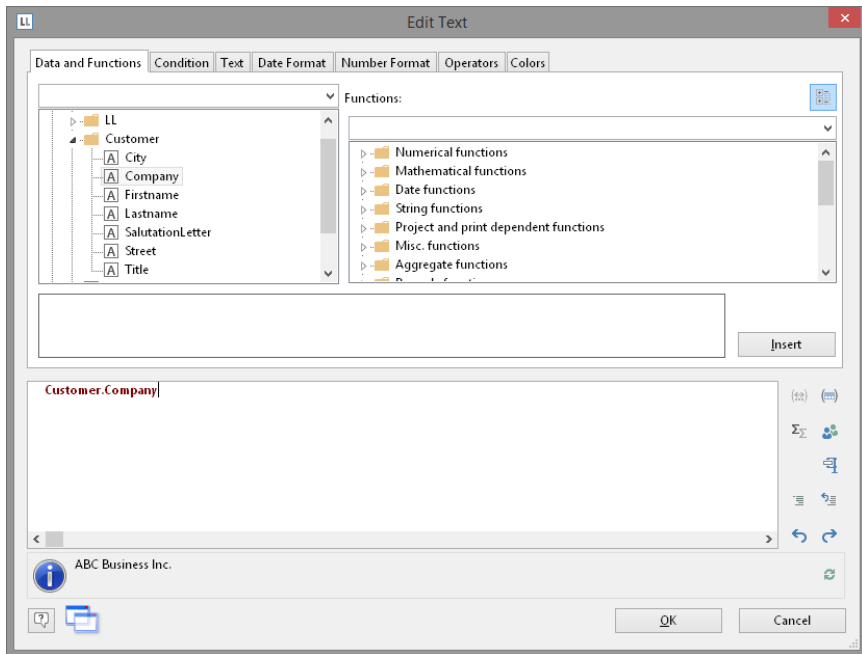 LL Edit Text
Data and Functions Condition Text Date Format Number Format Operators Colors
Functions:
LL
Customer
A City
A Company
A Firstname
A Lastname
A SalutationLetter
A Street
A Title
Numerical functions
Mathematical functions
Date functions
String functions
Project and print dependent functions
Misc. functions
Aggregate functions
Insert
Customer.Company
ABC Business Inc.
OK Cancel